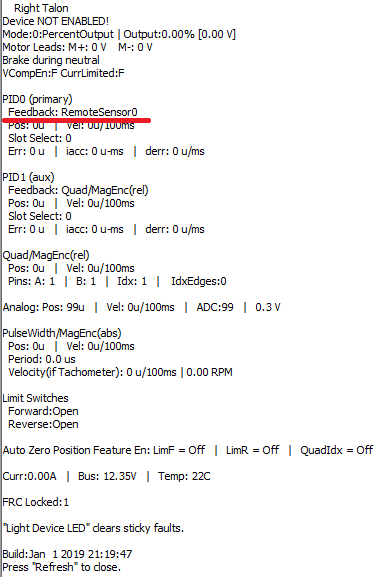 Right Talon
Device NOT ENABLED!
Mode:0:PercentOutput | Output:0.00% [0.00 V]
Motor Leads: M+: 0 V   M-: 0 V
Brake during neutral
VCompEn:F CurrLimited:F
PID0 (primary)
Feedback: RemoteSensor0
Pos: 0u | Vel: 0u/100ms
Slot Select: 0
Err: 0 u | iacc: 0 u-ms | derr: 0 u/ms
PID1 (aux)
Feedback: Quad/MagEnc(rel)
Pos: 0u | Vel: 0u/100ms
Slot Select: 0
Err: 0 u | iacc: 0 u-ms | derr: 0 u/ms
Quad/MagEnc(rel)
Pos: 0u | Vel: 0u/100ms
Pins: A: 1 | B: 1 | Idx: 1 | IdxEdges:0
Analog: Pos: 99u | Vel: 0u/100ms | ADC:99 | 0.3 V
PulseWidth/MagEnc(abs)
Pos: 0u | Vel: 0u/100ms
Period: 0.0 us
Velocity(if Tachometer): 0 u/100ms | 0.00 RPM
Limit Switches
Forward:Open
Reverse:Open
Auto Zero Position Feature En: LimF = Off | LimR = Off | QuadIdx = Off
Curr:0.00A | Bus: 12.35V | Temp: 22C
FRC Locked:1
"Light Device LED" clears sticky faults.
Build:Jan 1 2019 21:19:47
Press "Refresh" to close.